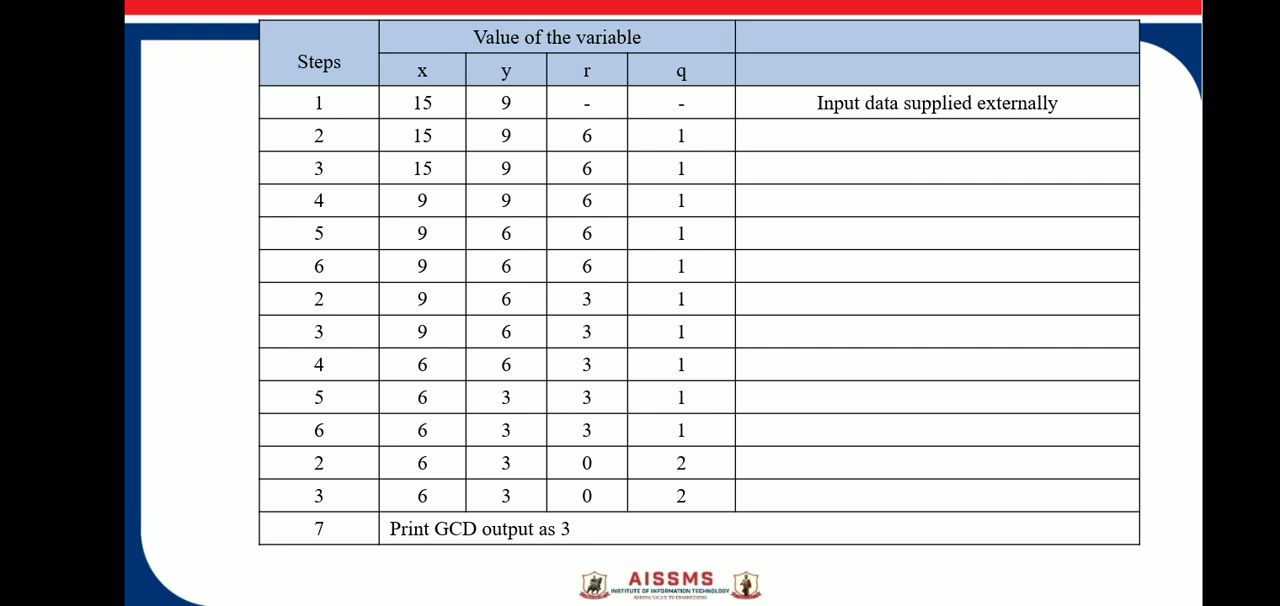 Steps Value of the variable
x y r q
1 15 9 - - Input data supplied externally
2 15 9 6 1
3 15 9 6 1
4 9 9 6 1
5 9 6 6 1
6 9 6 6 1
2 9 6 3 1
3 9 6 3 1
4 6 6 3 1
5 6 3 3 1
6 6 3 3 1
2 6 3 0 2
3 6 3 0 2
7 Print GCD output as 3
AISSMS
INSTITUTE OF INFORMATION TECHNOLOGY
ADDING VALUE TO ENGINEERING